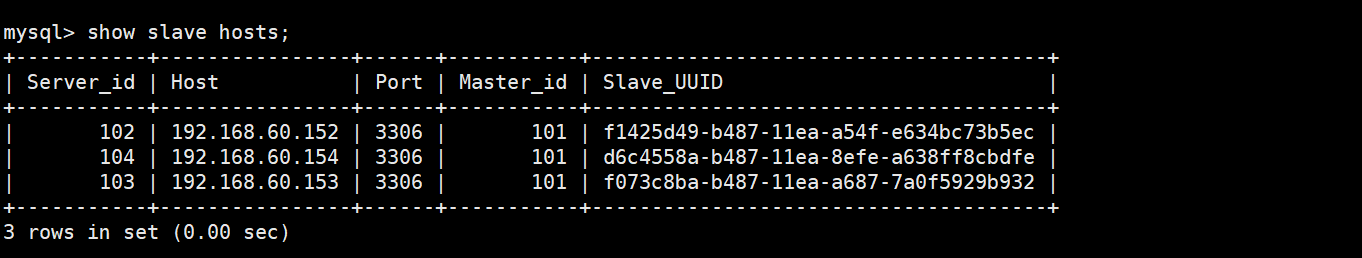 mysql> show slave hosts;
+-----------+----------------+------+-----------+--------------------------------------+
| Server_id | Host           | Port | Master_id | Slave_UUID                           |
+-----------+----------------+------+-----------+--------------------------------------+
|       102 | 192.168.60.152 | 3306 |       101 | f1425d49-b487-11ea-a54f-e634bc73b5ec |
|       104 | 192.168.60.154 | 3306 |       101 | d6c4558a-b487-11ea-8efe-a638ff8cbdfe |
|       103 | 192.168.60.153 | 3306 |       101 | f073c8ba-b487-11ea-a687-7a0f5929b932 |
+-----------+----------------+------+-----------+--------------------------------------+
3 rows in set (0.00 sec)